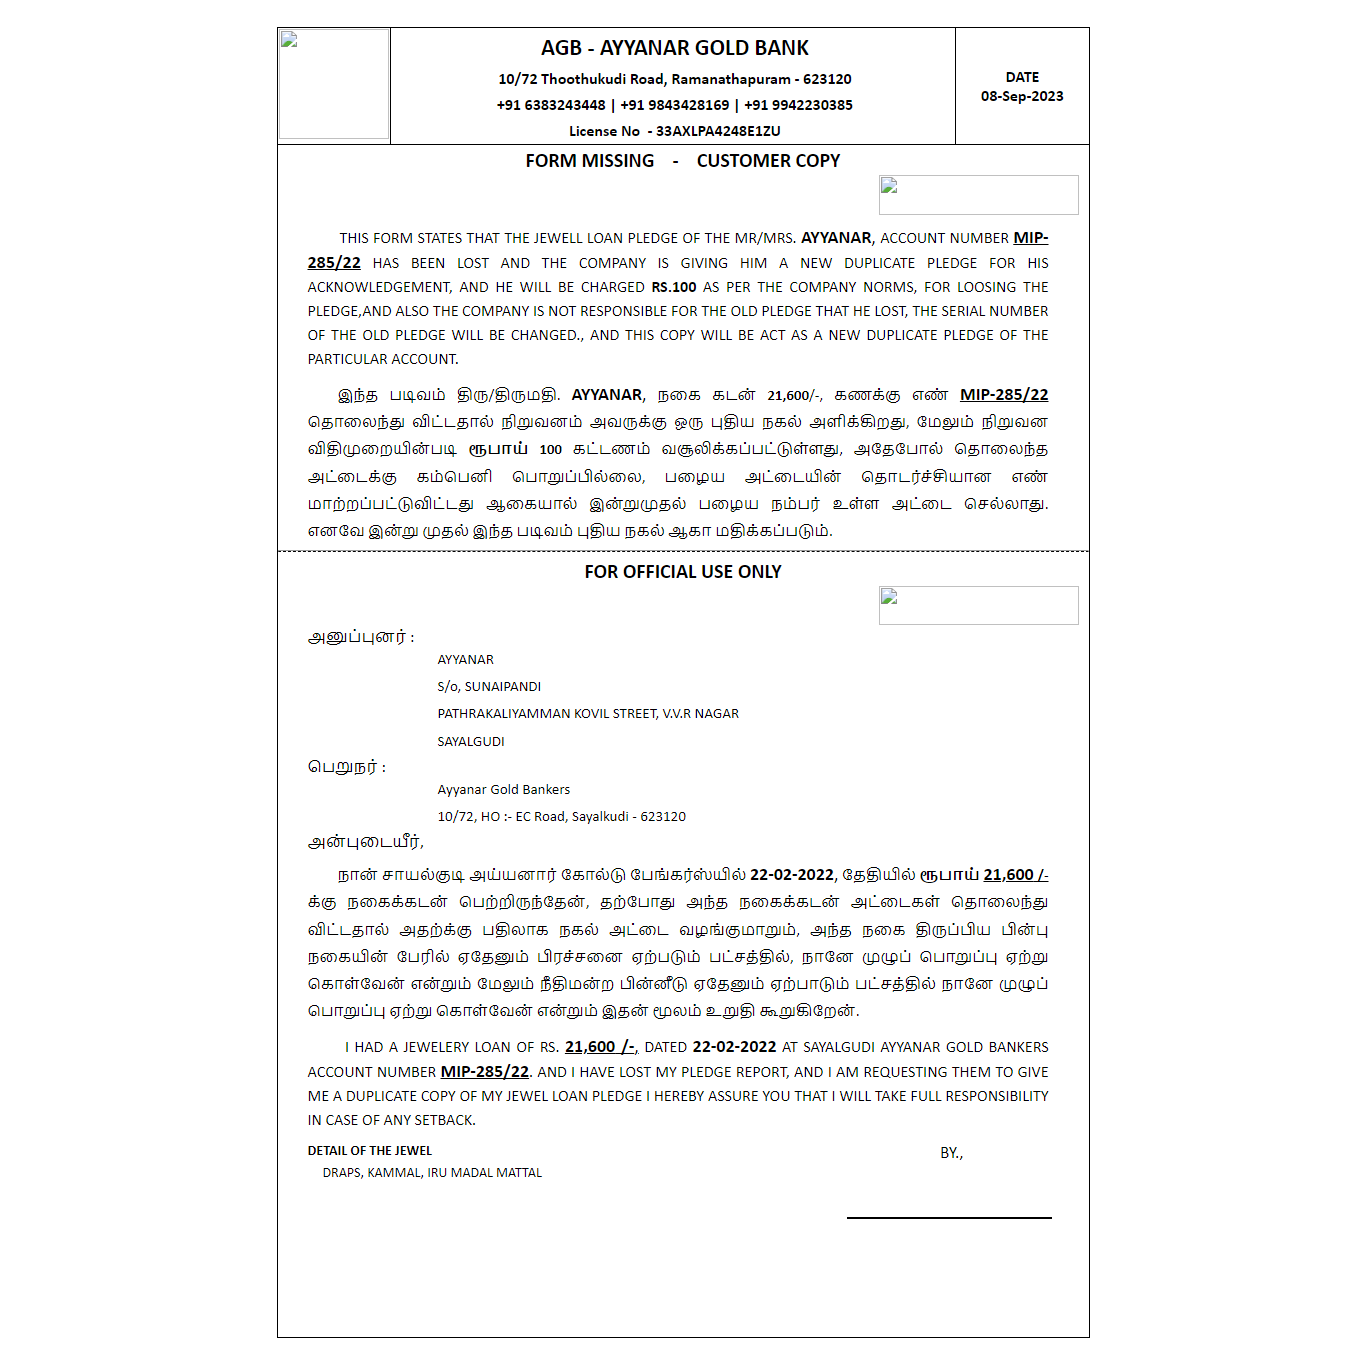 AGB - AYYANAR GOLD BANK
10/72 Thoothukudi Road, Ramanathapuram - 623120
+91 6383243448 | +91 9843428169 | +91 9942230385
License No - 33AXLPA4248E1ZU
DATE
08-Sep-2023
FORM MISSING - CUSTOMER COPY
THIS FORM STATES THAT THE JEWELL LOAN PLEDGE OF THE MR/MRS. AYYANAR, ACCOUNT NUMBER MIP-
285/22 HAS BEEN LOST AND THE COMPANY IS GIVING HIM A NEW DUPLICATE PLEDGE FOR HIS
ACKNOWLEDGEMENT, AND HE WILL BE CHARGED RS.100 AS PER THE COMPANY NORMS, FOR LOOSING THE
PLEDGE,AND ALSO THE COMPANY IS NOT RESPONSIBLE FOR THE OLD PLEDGE THAT HE LOST, THE SERIAL NUMBER
OF THE OLD PLEDGE WILL BE CHANGED., AND THIS COPY WILL BE ACT AS A NEW DUPLICATE PLEDGE OF THE
PARTICULAR ACCOUNT.
இந்த படிவம் திரு/திருமதி. AYYANAR, நகை கடன் 21,600/-, கணக்கு எண் MIP-285/22
தொலைந்து விட்டதால் நிறுவனம் அவருக்கு ஒரு புதிய நகல் அளிக்கிறது, மேலும் நிறுவன
விதிமுறையின்படி ரூபாய் 100 கட்டணம் வசூலிக்கப்பட்டுள்ளது, அதேபோல் தொலைந்த
அட்டைக்கு கம்பெனி பொறுப்பில்லை, பழைய அட்டையின் தொடர்ச்சியான எண்
மாற்றப்பட்டுவிட்டது ஆகையால் இன்றுமுதல் பழைய நம்பர் உள்ள அட்டை செல்லாது.
எனவே இன்று முதல் இந்த படிவம் புதிய நகல் ஆகா மதிக்கப்படும்.
FOR OFFICIAL USE ONLY
அனுப்புனர் :
AYYANAR
S/o, SUNAIPANDI
PATHRAKALIYAMMAN KOVIL STREET, V.V.R NAGAR
SAYALGUDI
பெறுநர் :
Ayyanar Gold Bankers
10/72, HO :- EC Road, Sayalkudi - 623120
அன்புடையீர்,
நான் சாயல்குடி அய்யனார் கோல்டு பேங்கர்ஸ்யில் 22-02-2022, தேதியில் ரூபாய் 21,600 /-
க்கு நகைக்கடன் பெற்றிருந்தேன், தற்போது அந்த நகைக்கடன் அட்டைகள் தொலைந்து
விட்டதால் அதற்க்கு பதிலாக நகல் அட்டை வழங்குமாறும், அந்த நகை திருப்பிய பின்பு
நகையின் பேரில் ஏதேனும் பிரச்சனை ஏற்படும் பட்சத்தில், நானே முழுப் பொறுப்பு ஏற்று
கொள்வேன் என்றும் மேலும் நீதிமன்ற பின்னீடு ஏதேனும் ஏற்பாடும் பட்சத்தில் நானே முழுப்
பொறுப்பு ஏற்று கொள்வேன் என்றும் இதன் மூலம் உறுதி கூறுகிறேன்.
I HAD A JEWELERY LOAN OF RS. 21,600 /-, DATED 22-02-2022 AT SAYALGUDI AYYANAR GOLD BANKERS
ACCOUNT NUMBER MIP-285/22. AND I HAVE LOST MY PLEDGE REPORT, AND I AM REQUESTING THEM TO GIVE
ME A DUPLICATE COPY OF MY JEWEL LOAN PLEDGE I HEREBY ASSURE YOU THAT I WILL TAKE FULL RESPONSIBILITY
IN CASE OF ANY SETBACK.
DETAIL OF THE JEWEL
BY.,
DRAPS, KAMMAL, IRU MADAL MATTAL